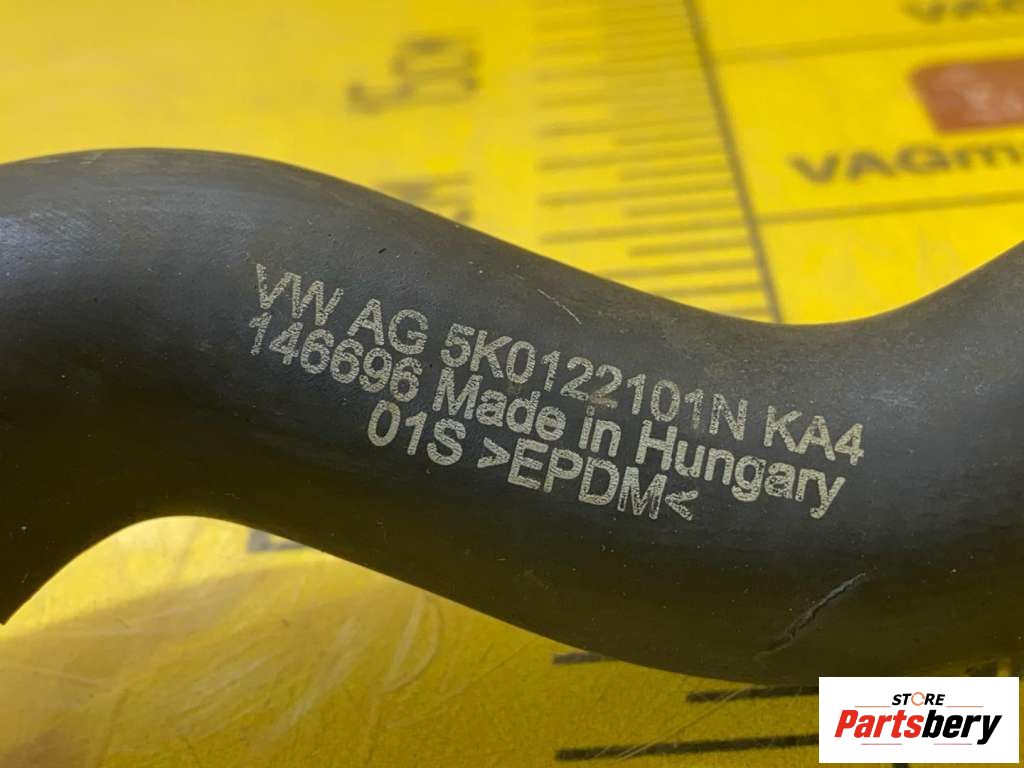 VAGm
VW AG 5K0122101N KA4
146696 Made in Hungary
01S >EPDM<
STORE
Partsbery